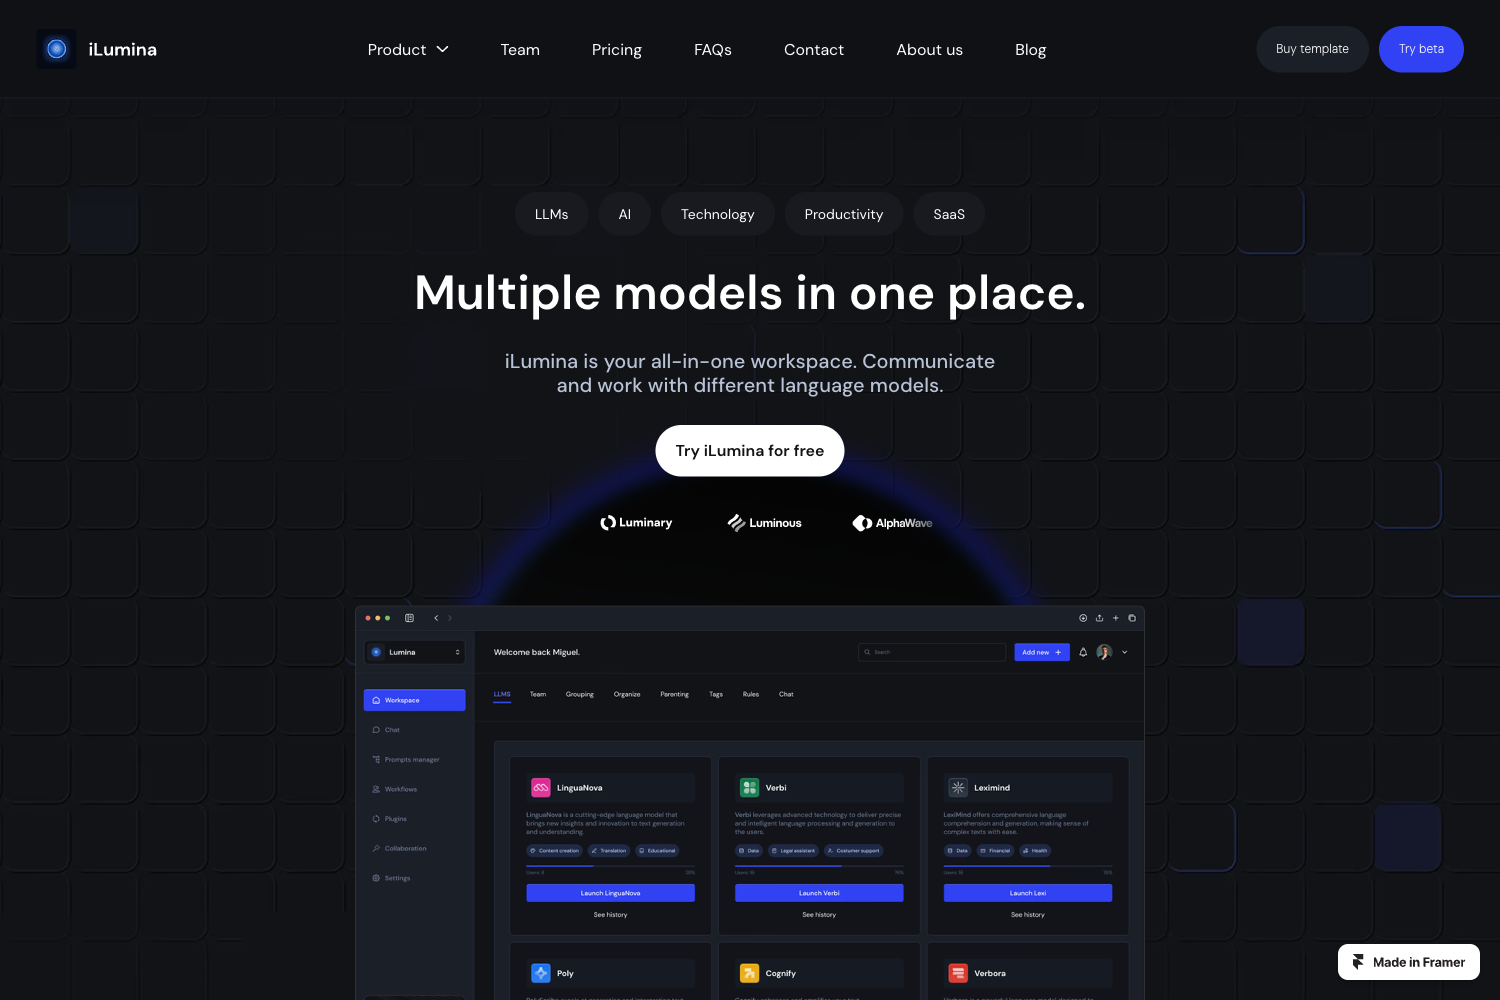 iLumina
Product
Team
Pricing
FAQs
Contact
About us
Blog
Buy template
Try beta
LLMs
AI
Technology
Productivity
SaaS
Multiple models in one place.
iLumina is your all-in-one workspace. Communicate
and work with different language models.
Try iLumina for free
Luminary
Luminous
AlphaWave
Lumina
Welcome back Miguel.
Search
Add new
Workspace
Chat
Prompts manager
Workflows
Plugins
Collaboration
Settings
LLMS
Team
Grouping
Organize
Parenting
Tags
Rules
Chat
LinguaNova
LinguaNova is a cutting-edge language model that
brings new insights and innovation to text generation
and understanding.
Content creation
Translation
Educational
Launch LinguaNova
See history
Verbi
Verbi leverages advanced technology to deliver precise
and intelligent language processing and generation to
the users.
Data
Legal assistant
Costumer support
Launch Verbi
See history
Leximind
LexiMind offers comprehensive language
comprehension and generation, making sense of
complex texts with ease.
Data
Financial
Health
Launch Lexi
See history
Poly
Cognify
Verbora
Made in Framer